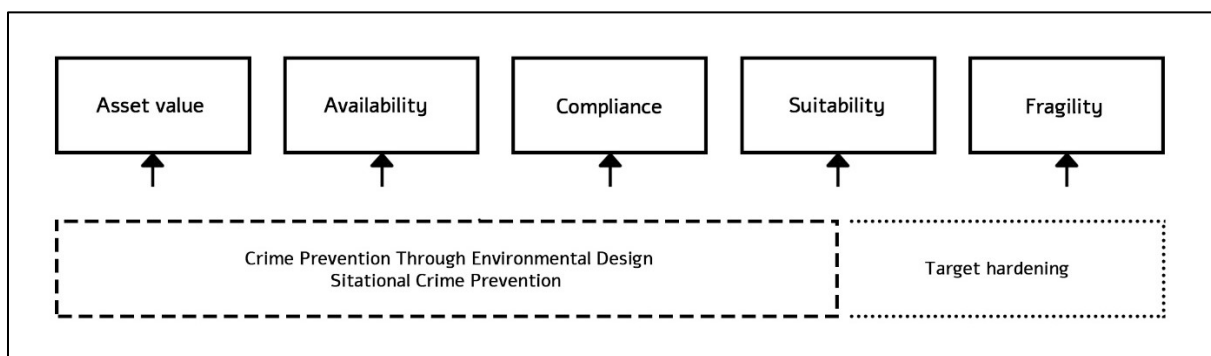 Asset value
Availability
Compliance
Suitability
Fragility
Crime Prevention Through Environmental Design
Sitational Crime Prevention
Target hardening